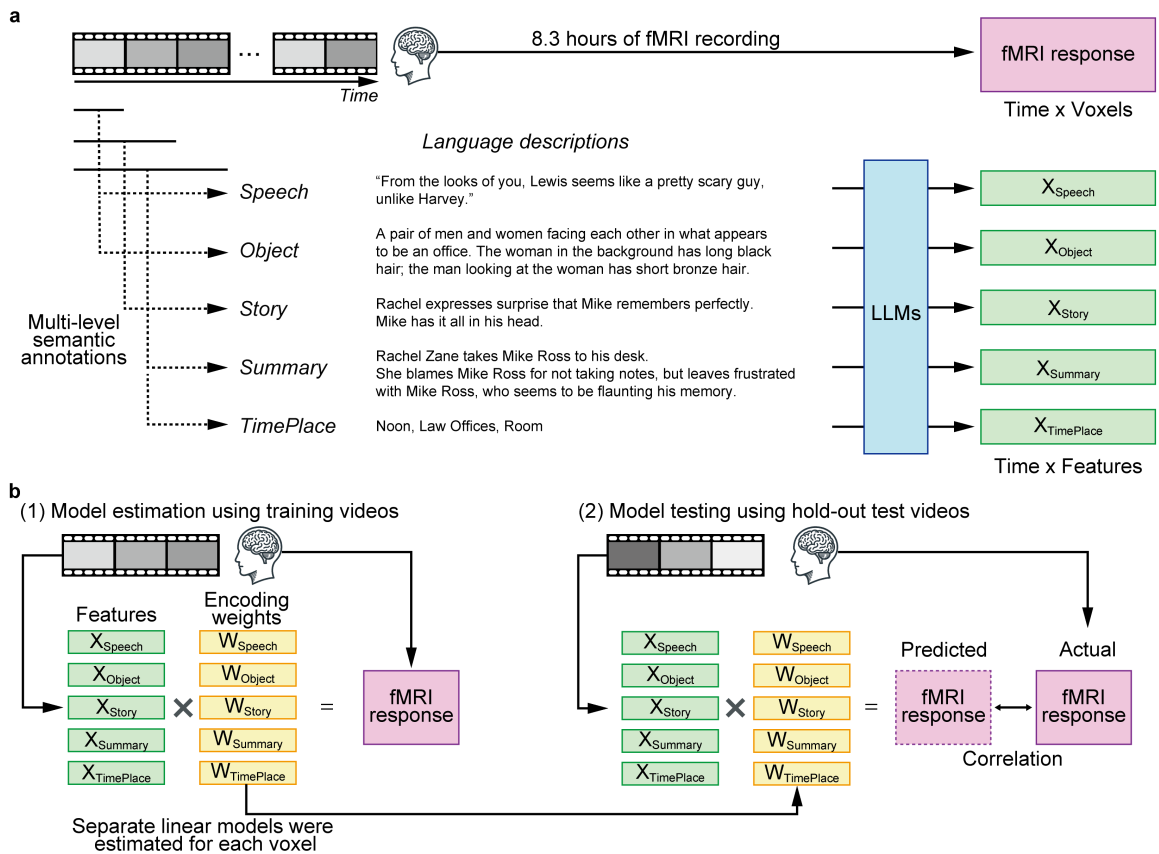 a
...
8.3 hours of fMRI recording
fMRI response
Time
Time x Voxels
Language descriptions
Multi-level
semantic
annotations
Speech
“From the looks of you, Lewis seems like a pretty scary guy,
unlike Harvey.”
Object
A pair of men and women facing each other in what appears
to be an office. The woman in the background has long black
hair; the man looking at the woman has short bronze hair.
Story
Rachel expresses surprise that Mike remembers perfectly.
Mike has it all in his head.
Summary
Rachel Zane takes Mike Ross to his desk.
She blames Mike Ross for not taking notes, but leaves frustrated
with Mike Ross, who seems to be flaunting his memory.
TimePlace
Noon, Law Offices, Room
LLMs
XSpeech
XObject
XStory
XSummary
XTimePlace
Time x Features
b
(1) Model estimation using training videos
Features
Encoding
weights
XSpeech
WSpeech
XObject
WObject
XStory
WStory
XSummary
WSummary
XTimePlace
WTimePlace
×
=
fMRI
response
Separate linear models were
estimated for each voxel
(2) Model testing using hold-out test videos
XSpeech
WSpeech
XObject
WObject
XStory
WStory
XSummary
WSummary
XTimePlace
WTimePlace
×
=
Predicted
fMRI
response
Actual
fMRI
response
Correlation